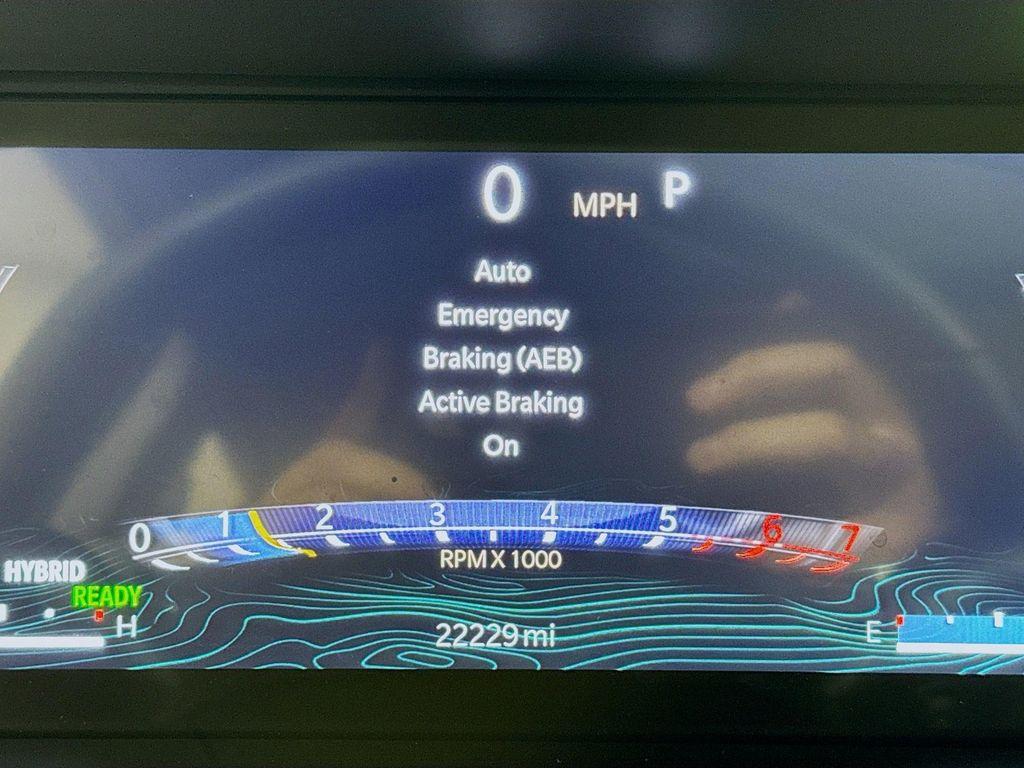 0 MPH P
Auto
Emergency
Braking (AEB)
Active Braking
On
0 1 2 3 4 5 6 7
RPM X 1000
HYBRID
READY
H
E
22229 mi